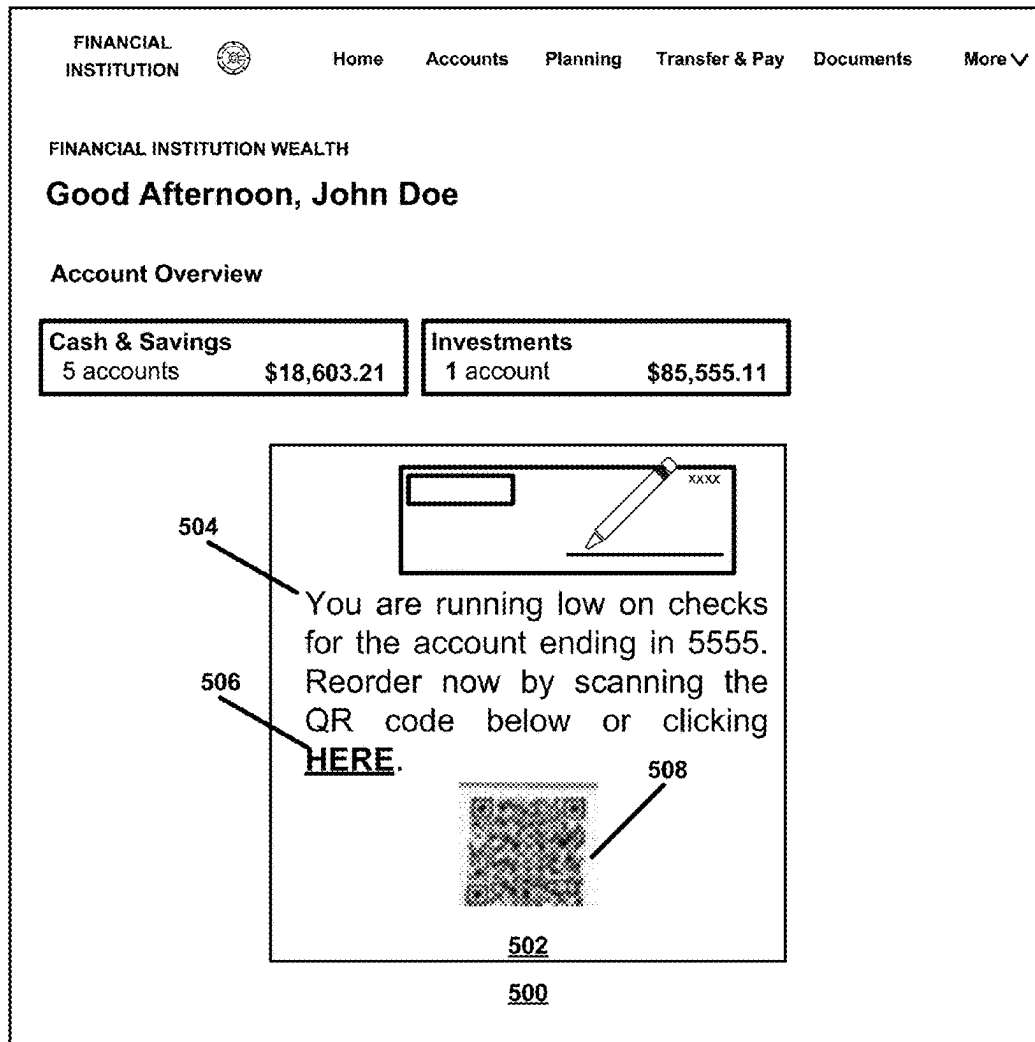 FINANCIAL
INSTITUTION
Home Accounts Planning Transfer & Pay Documents More
FINANCIAL INSTITUTION WEALTH
Good Afternoon, John Doe
Account Overview
Cash & Savings
5 accounts $18,603.21
Investments
1 account $85,555.11
xxxx
504
You are running low on checks
for the account ending in 5555.
Reorder now by scanning the
506
QR code below or clicking
HERE.
508
502
500